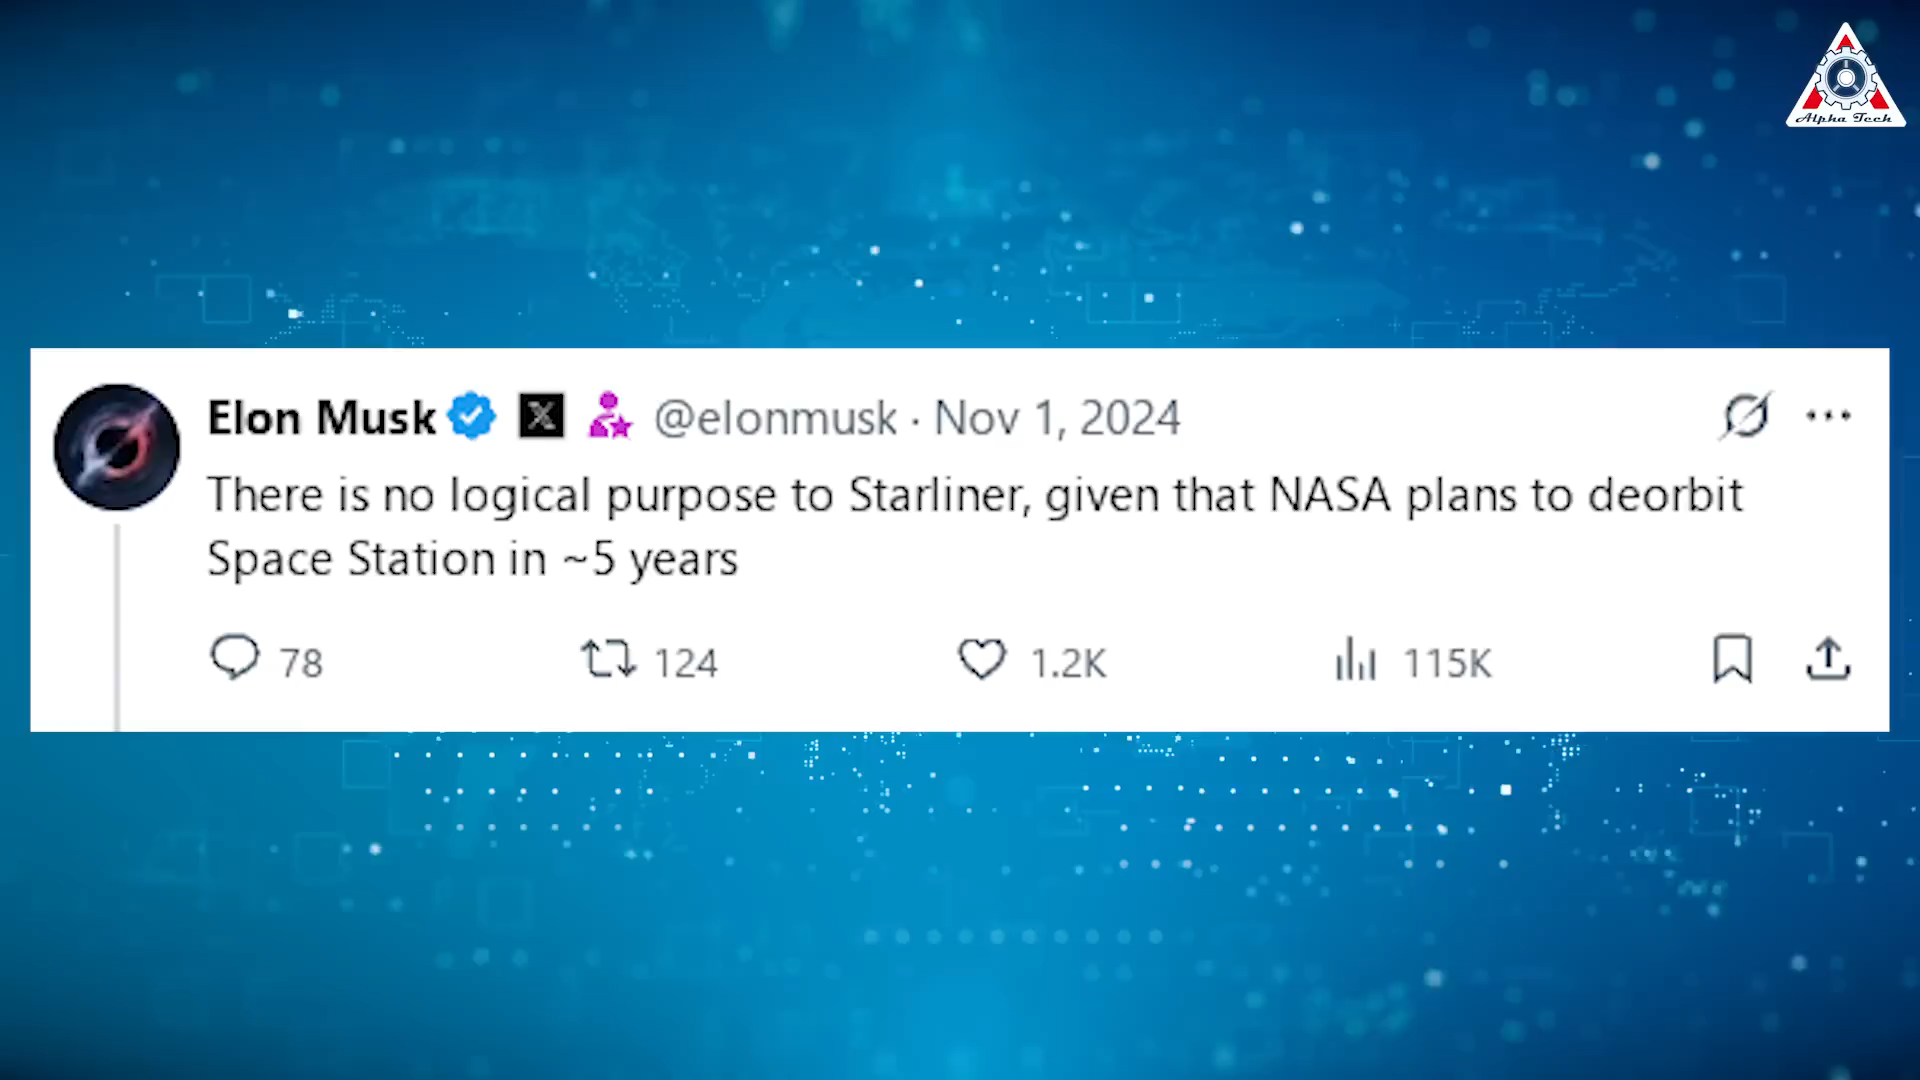 Alpha Tech
Elon Musk @elonmusk · Nov 1, 2024
There is no logical purpose to Starliner, given that NASA plans to deorbit
Space Station in ~5 years
78 124 1.2K 115K